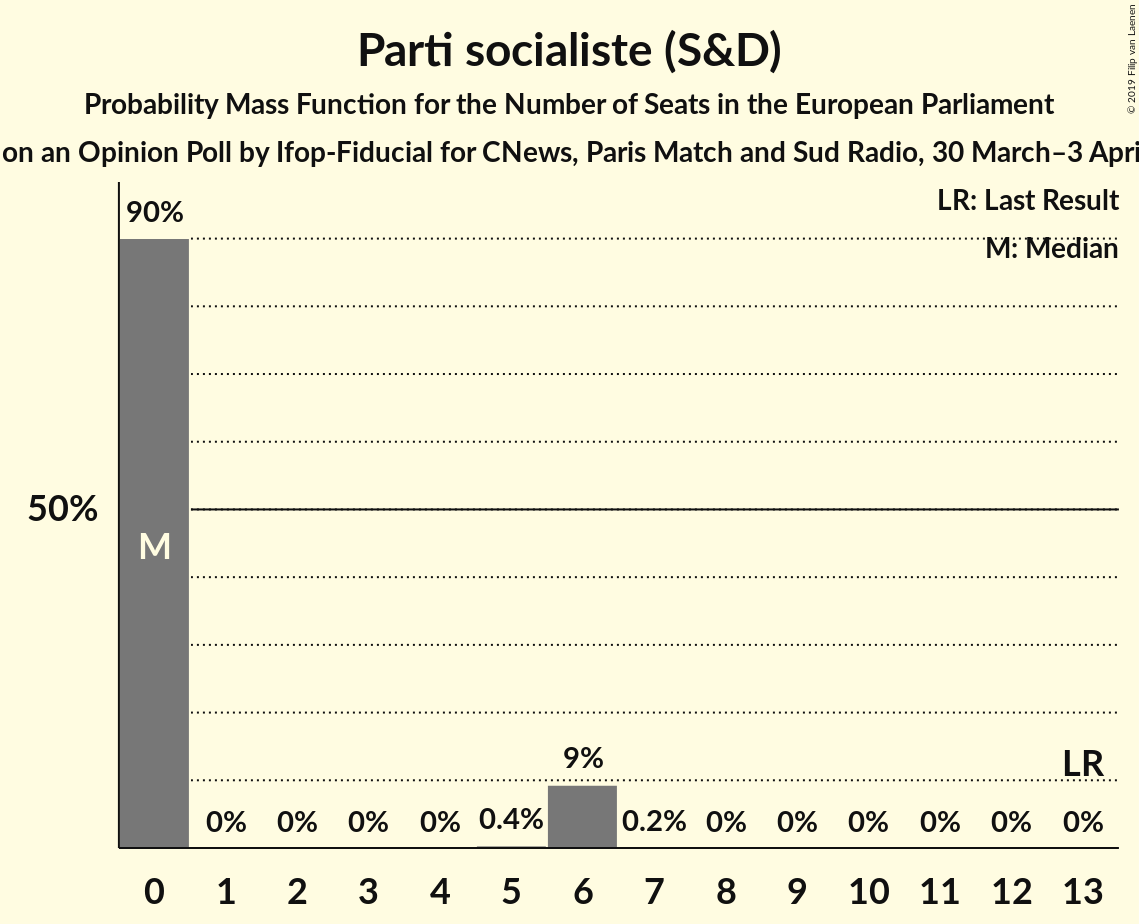 Parti socialiste (S&D)
Probability Mass Function for the Number of Seats in the European Parliament
on an Opinion Poll by Ifop-Fiducial for CNews, Paris Match and Sud Radio, 30 March–3 Apri
© 2019 Filip van Laenen
LR: Last Result
M: Median
90%
50%
M
9%
LR
0% 0% 0% 0% 0.4% 0.2% 0% 0% 0% 0% 0% 0%
0 1 2 3 4 5 6 7 8 9 10 11 12 13